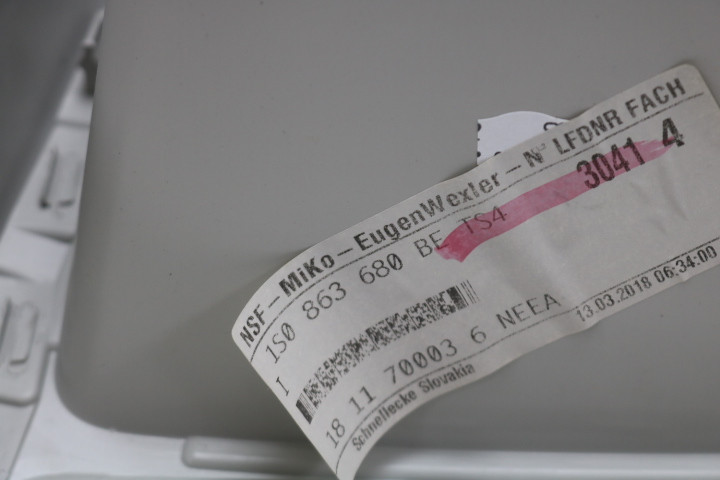 NSF-MiKo-EugenWexler-N° LFDNR FACH
1S0 863 680 BE TS4 3041 4
I
18 11 70003 6 NEEA 13.03.2018 06:34:00
Schnellecke Slovakia